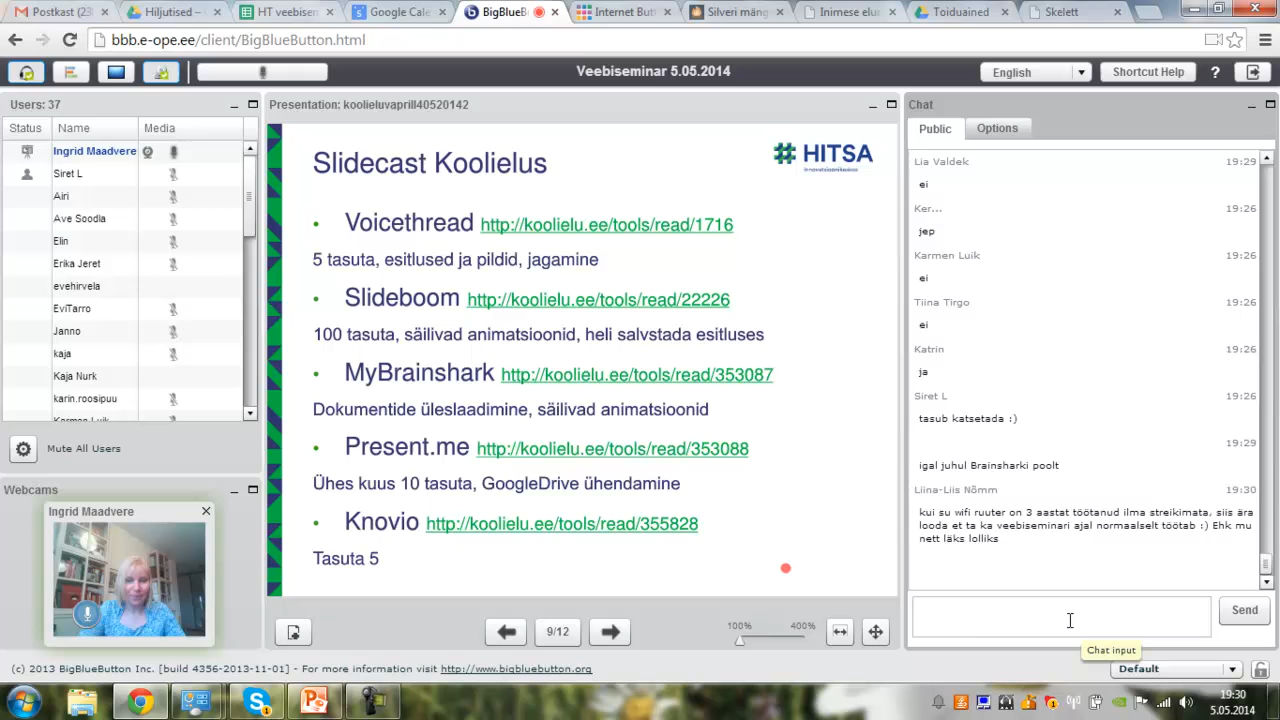 Postkast (23
Hiljutised -
HT veebisem
Google Cale
BigBlueB
Internet But
Silveri mäng
Inimese elur
Toiduained
Skelett
bbb.e-ope.ee/client/BigBlueButton.html
Veebiseminar 5.05.2014
English
Shortcut Help
?
Users: 37
Status Name Media
Ingrid Maadvere
Siret L
Airi
Ave Soodla
Elin
Erika Jeret
evehirvela
EviTarro
Janno
kaja
Kaja Nurk
karin.roosipuu
Karmen Luik
Mute All Users
Webcams
Ingrid Maadvere
Presentation: koolieluvaprill40520142
Slidecast Koolielus
HITSA
• Voicethread http://koolielu.ee/tools/read/1716
5 tasuta, esitlused ja pildid, jagamine
• Slideboom http://koolielu.ee/tools/read/22226
100 tasuta, säilivad animatsioonid, heli salvstada esitluses
• MyBrainshark http://koolielu.ee/tools/read/353087
Dokumentide üleslaadimine, säilivad animatsioonid
• Present.me http://koolielu.ee/tools/read/353088
Ühes kuus 10 tasuta, GoogleDrive ühendamine
• Knovio http://koolielu.ee/tools/read/355828
Tasuta 5
9/12
100% 400%
Chat
Public Options
Lia Valdek 19:29
ei
Ker... 19:26
jep
Karmen Luik 19:26
ei
Tiina Tirgo 19:26
ei
Katrin 19:26
ja
Siret L 19:26
tasub katsetada :)
19:29
igal juhul Brainsharki poolt
Liina-Liis Nõmm 19:30
kui su wifi ruuter on 3 aastat töötanud ilma streikimata, siis ära
looda et ta ka veebiseminari ajal normaalselt töötab :) Ehk mu
nett läks lolliks
Send
Chat input
(c) 2013 BigBlueButton Inc. [build 4356-2013-11-01] - For more information visit http://www.bigbluebutton.org
Default
19:30
5.05.2014